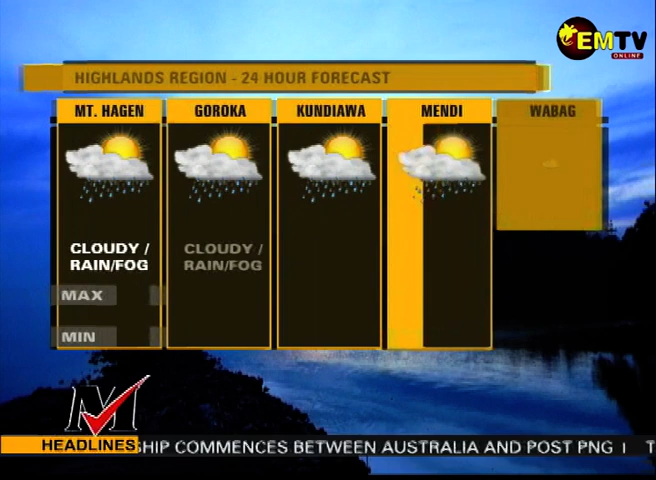 EMTV
ONLINE
HIGHLANDS REGION - 24 HOUR FORECAST
MT. HAGEN
GOROKA
KUNDIAWA
MENDI
WABAG
CLOUDY /
RAIN/FOG
CLOUDY /
RAIN/FOG
MAX
MIN
M
HEADLINES
SHIP COMMENCES BETWEEN AUSTRALIA AND POST PNG | T